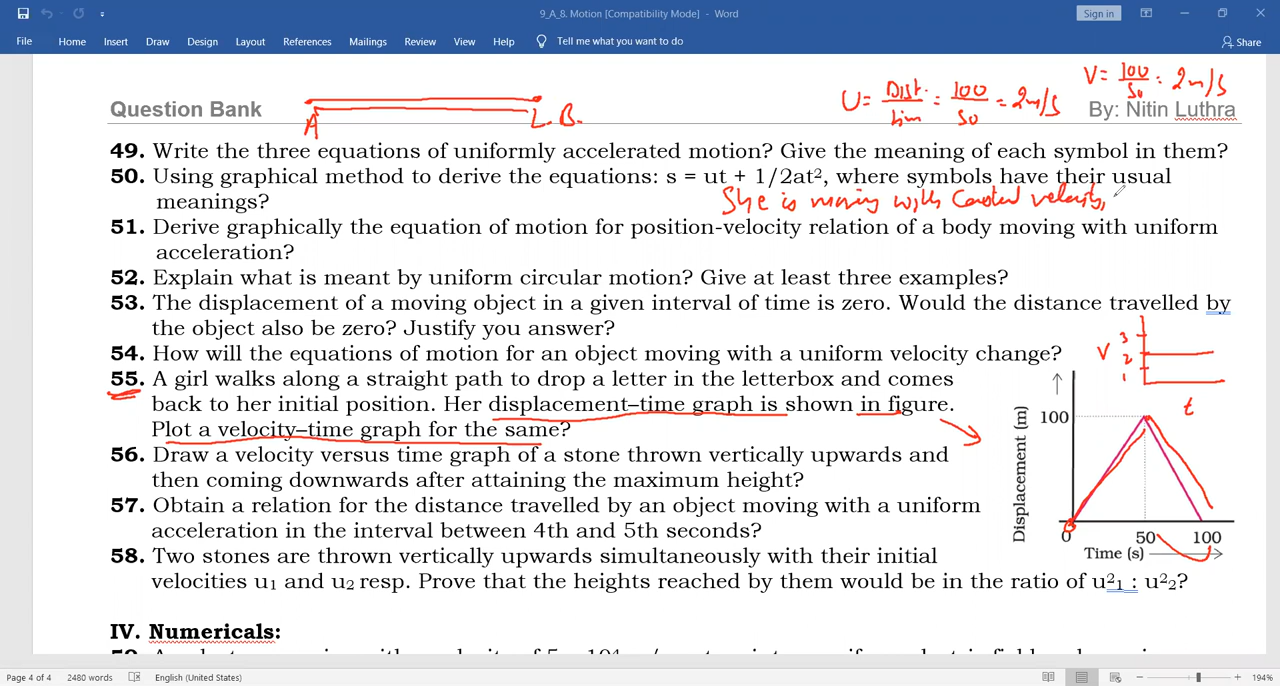 9_A_8. Motion [Compatibility Mode] - Word
Sign in
File Home Insert Draw Design Layout References Mailings Review View Help Tell me what you want to do
Share
Question Bank
A
L.B.
U = Dist. = 100 = 2m/s
Tim 50
V = 100 = 2m/s
50
By: Nitin Luthra
49. Write the three equations of uniformly accelerated motion? Give the meaning of each symbol in them?
50. Using graphical method to derive the equations: s = ut + 1/2at², where symbols have their usual
meanings?
She is moving with Consted velocity,
51. Derive graphically the equation of motion for position-velocity relation of a body moving with uniform
acceleration?
52. Explain what is meant by uniform circular motion? Give at least three examples?
53. The displacement of a moving object in a given interval of time is zero. Would the distance travelled by
the object also be zero? Justify you answer?
54. How will the equations of motion for an object moving with a uniform velocity change?
55. A girl walks along a straight path to drop a letter in the letterbox and comes
back to her initial position. Her displacement–time graph is shown in figure.
Plot a velocity–time graph for the same?
56. Draw a velocity versus time graph of a stone thrown vertically upwards and
then coming downwards after attaining the maximum height?
57. Obtain a relation for the distance travelled by an object moving with a uniform
acceleration in the interval between 4th and 5th seconds?
58. Two stones are thrown vertically upwards simultaneously with their initial
velocities u₁ and u₂ resp. Prove that the heights reached by them would be in the ratio of u²₁ : u²₂?
V
3
2
1
t
Displacement (m)
100
0 50 100
Time (s)
IV. Numericals:
Page 4 of 4 2480 words English (United States)
194%